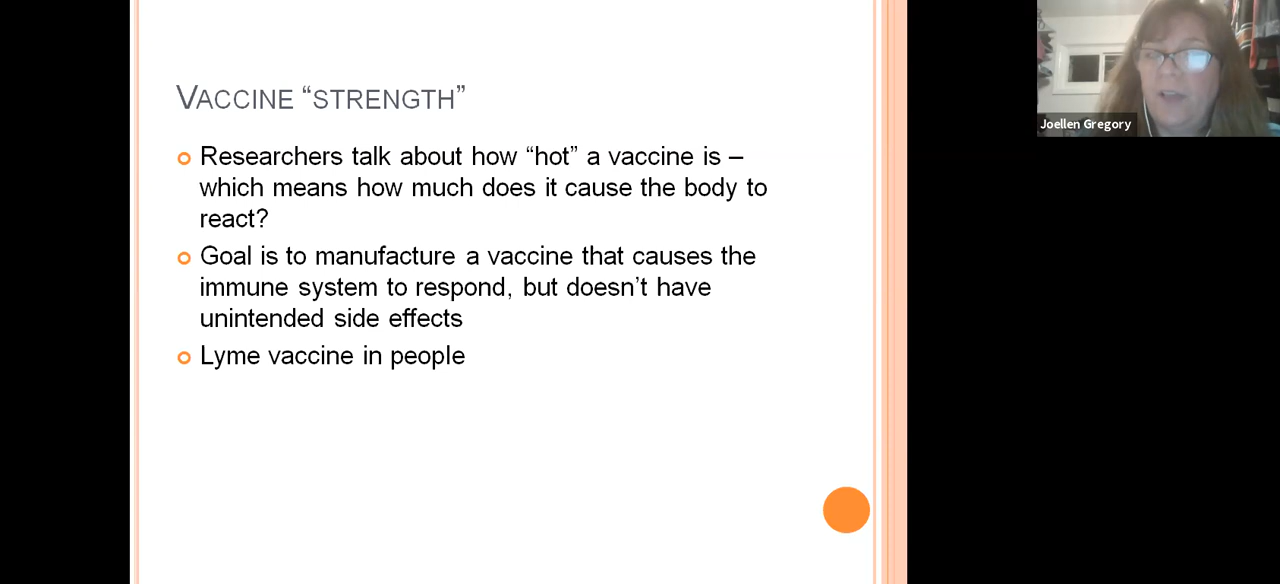 VACCINE “STRENGTH”
Researchers talk about how “hot” a vaccine is –
which means how much does it cause the body to
react?
Goal is to manufacture a vaccine that causes the
immune system to respond, but doesn’t have
unintended side effects
Lyme vaccine in people
Joellen Gregory